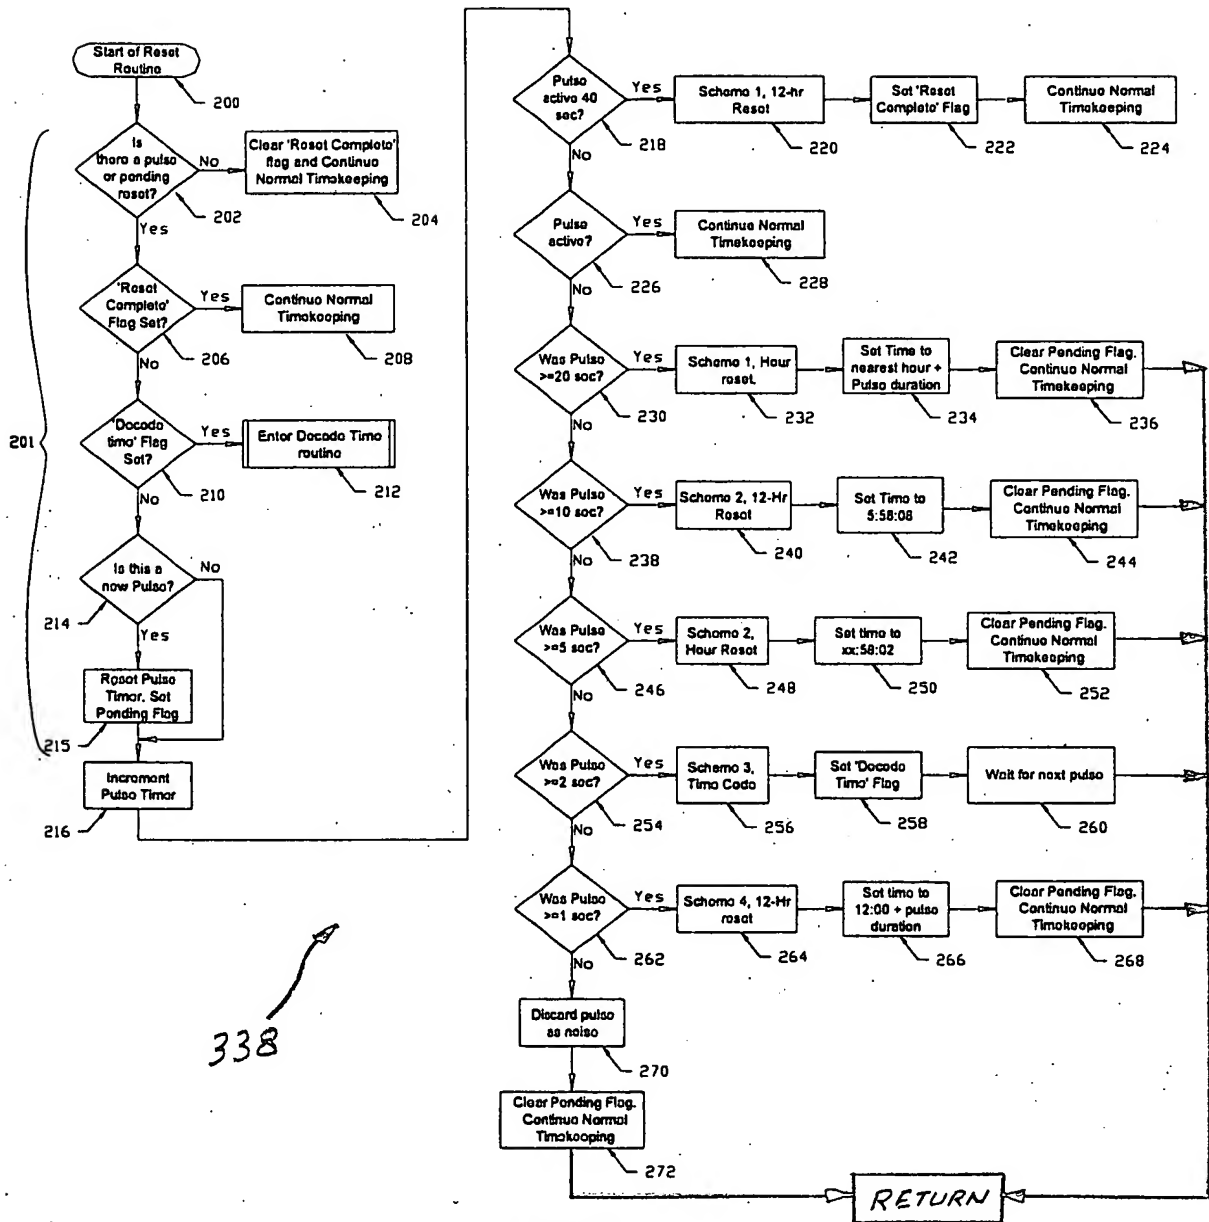 Start of Reset
Routine
200
Is
there a pulse
or pending
reset?
No
202
Yes
Clear 'Reset Complete'
flag and Continue
Normal Timekeeping
204
'Reset
Complete'
Flag Set?
Yes
206
No
Continue Normal
Timekeeping
208
201
'Decode
time' Flag
Set?
Yes
210
No
Enter Decode Time
routine
212
Is this a
new Pulse?
No
214
Yes
Reset Pulse
Timer. Set
Pending Flag
215
Increment
Pulse Timer
216
338
Pulse
active 40
sec?
Yes
218
No
Scheme 1, 12-hr
Reset
220
Set 'Reset
Complete' Flag
222
Continue Normal
Timekeeping
224
Pulse
active?
Yes
226
No
Continue Normal
Timekeeping
228
Was Pulse
>=20 sec?
Yes
230
No
Scheme 1, Hour
reset.
232
Set Time to
nearest hour +
Pulse duration
234
Clear Pending Flag.
Continue Normal
Timekeeping
236
Was Pulse
>=10 sec?
Yes
238
No
Scheme 2, 12-Hr
Reset
240
Set Time to
5:58:08
242
Clear Pending Flag.
Continue Normal
Timekeeping
244
Was Pulse
>=5 sec?
Yes
246
No
Scheme 2,
Hour Reset
248
Set time to
xx:58:02
250
Clear Pending Flag.
Continue Normal
Timekeeping
252
Was Pulse
>=2 sec?
Yes
254
No
Scheme 3,
Time Code
256
Set 'Decode
Time' Flag
258
Wait for next pulse
260
Was Pulse
>=1 sec?
Yes
262
No
Scheme 4, 12-Hr
reset
264
Set time to
12:00 + pulse
duration
266
Clear Pending Flag.
Continue Normal
Timekeeping
268
Discard pulse
as noise
270
Clear Pending Flag.
Continue Normal
Timekeeping
272
RETURN